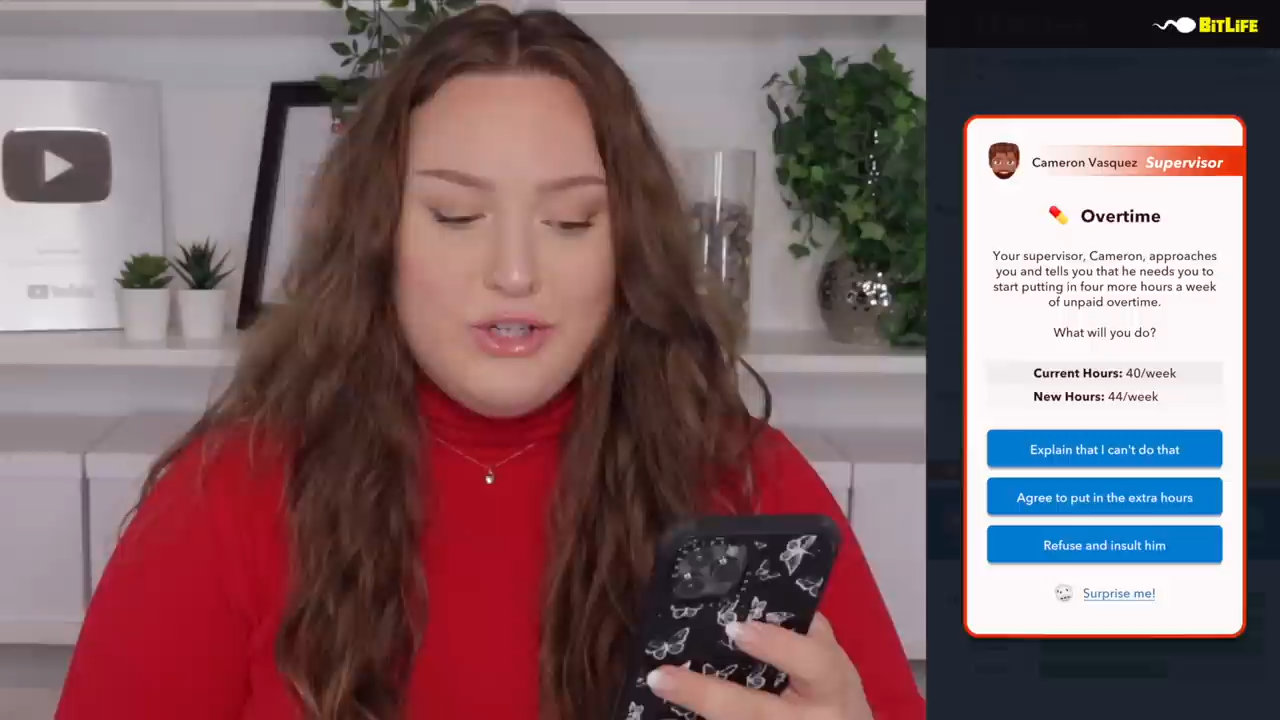 BITLIFE
Cameron Vasquez Supervisor
Overtime
Your supervisor, Cameron, approaches
you and tells you that he needs you to
start putting in four more hours a week
of unpaid overtime.
What will you do?
Current Hours: 40/week
New Hours: 44/week
Explain that I can't do that
Agree to put in the extra hours
Refuse and insult him
Surprise me!
YouTube